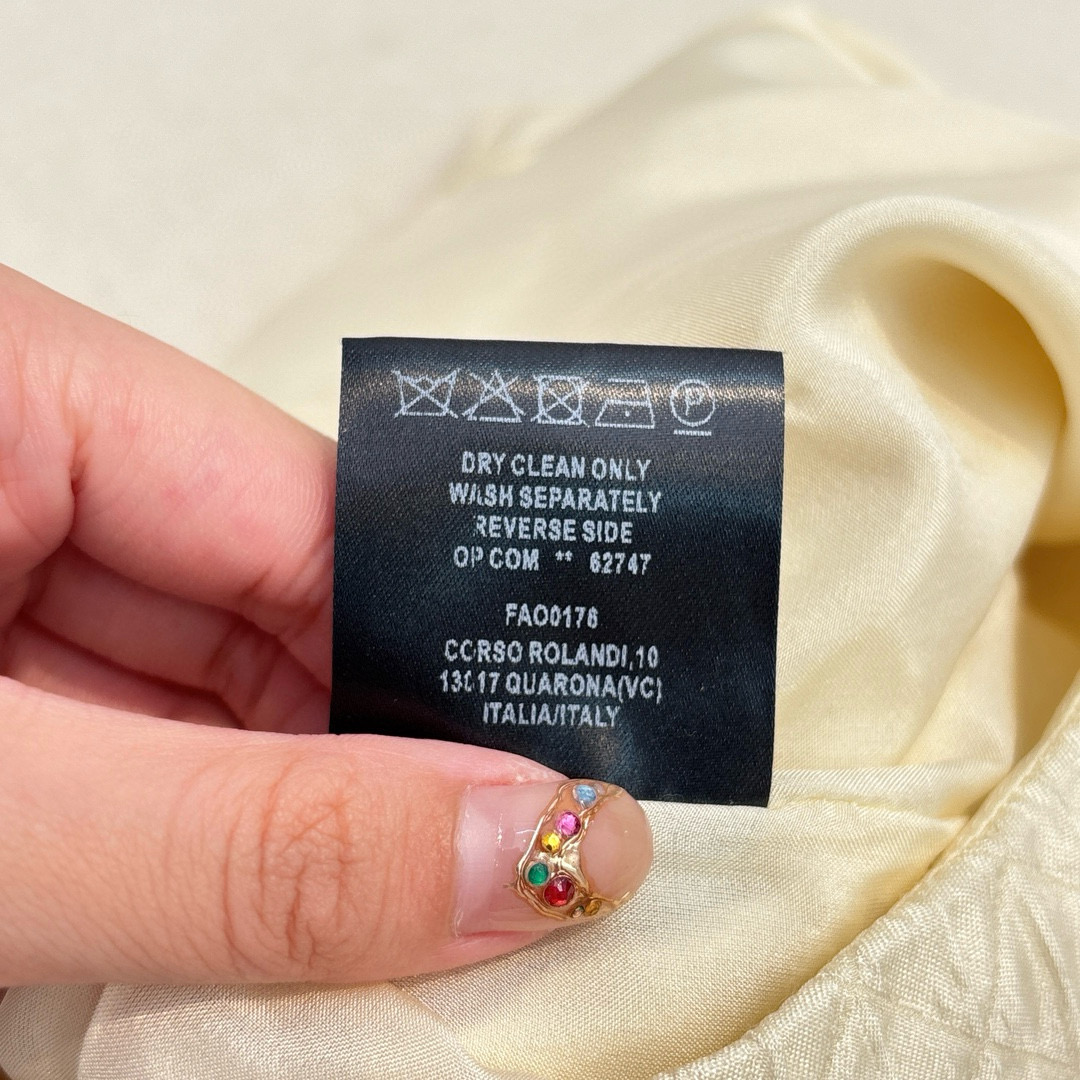 P
DRY CLEAN ONLY
WASH SEPARATELY
REVERSE SIDE
OP COM ** 62747
FAO0176
CORSO ROLANDI,10
13017 QUARONA(VC)
ITALIA/ITALY